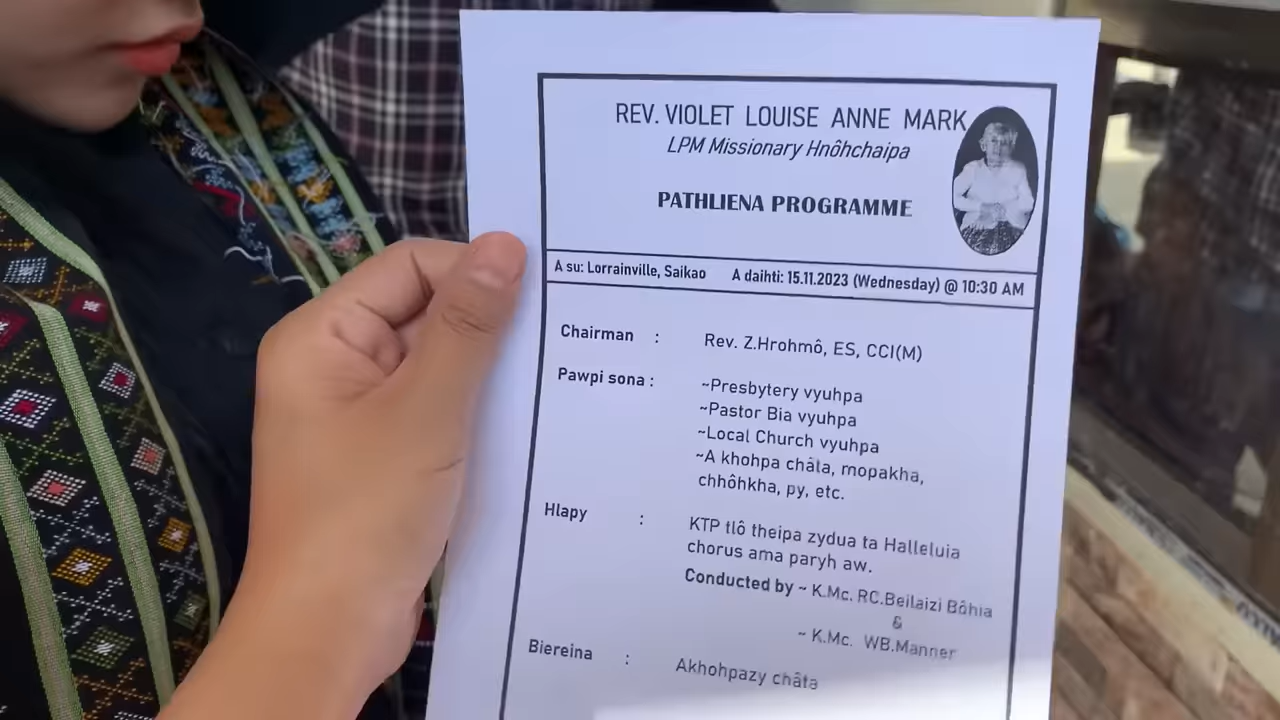 REV. VIOLET LOUISE ANNE MARK
LPM Missionary Hnôhchaipa
PATHLIENA PROGRAMME
A su: Lorrainville, Saikao A daihti: 15.11.2023 (Wednesday) @ 10:30 AM
Chairman : Rev. Z.Hrohmô, ES, CCI(M)
Pawpi sona : ~Presbytery vyuhpa
~Pastor Bia vyuhpa
~Local Church vyuhpa
~A khohpa châta, mopakha,
chhôhkha, py, etc.
Hlapy : KTP tlô theipa zydua ta Halleluia
chorus ama paryh aw.
Conducted by ~ K.Mc. RC.Beilaizi Bôhia
&
~ K.Mc. WB.Manner
Biereina : Akhohpazy châta